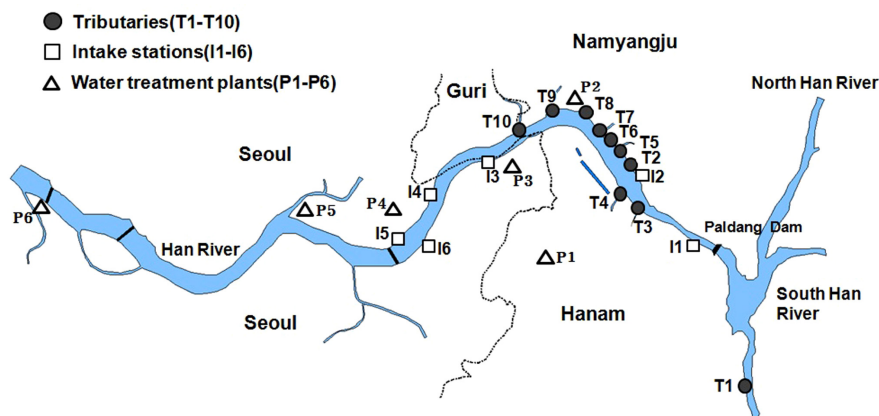 Tributaries(T1-T10)
Intake stations(I1-I6)
Water treatment plants(P1-P6)
Namyangju
North Han River
Guri
T9
P2
T8
T7
T10
T6
T5
Seoul
T2
I3
P3
I2
I4
T4
P6
P5
P4
T3
Paldang Dam
Han River
I5
I6
I1
P1
South Han
River
Hanam
Seoul
T1